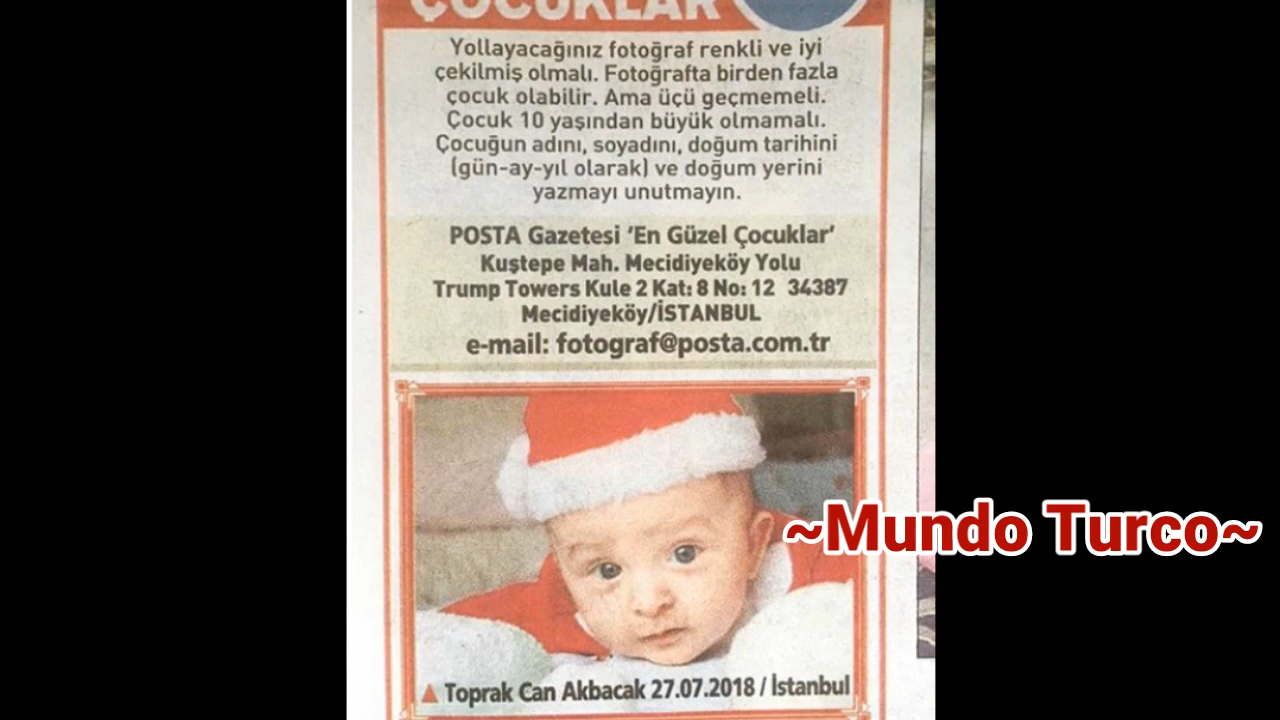 ÇOCUKLAR
Yollayacağınız fotoğraf renkli ve iyi
çekilmiş olmalı. Fotoğrafta birden fazla
çocuk olabilir. Ama üçü geçmemeli.
Çocuk 10 yaşından büyük olmamalı.
Çocuğun adını, soyadını, doğum tarihini
(gün-ay-yıl olarak) ve doğum yerini
yazmayı unutmayın.
POSTA Gazetesi ‘En Güzel Çocuklar’
Kuştepe Mah. Mecidiyeköy Yolu
Trump Towers Kule 2 Kat: 8 No: 12 34387
Mecidiyeköy/İSTANBUL
e-mail: fotograf@posta.com.tr
~Mundo Turco~
Toprak Can Akbacak 27.07.2018 / İstanbul